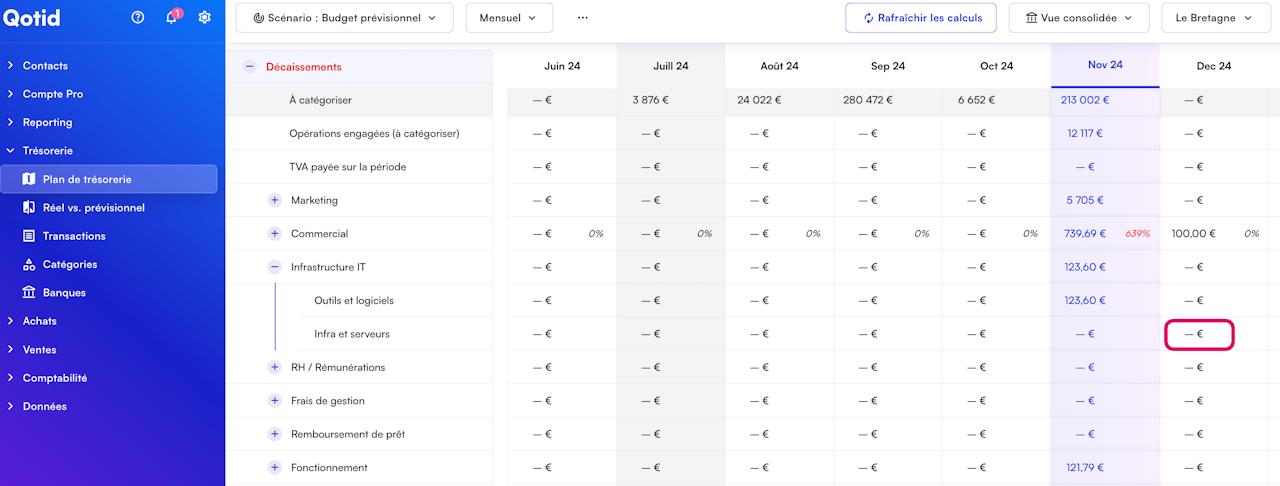 Qotid
1
Scénario : Budget prévisionnel
Mensuel
...
Rafraîchir les calculs
Vue consolidée
Le Bretagne
Contacts
Compte Pro
Reporting
Trésorerie
Plan de trésorerie
Réel vs. prévisionnel
Transactions
Catégories
Banques
Achats
Ventes
Comptabilité
Données
Décaissements Juin 24 Juill 24 Août 24 Sep 24 Oct 24 Nov 24 Dec 24
À catégoriser — € 3 876 € 24 022 € 280 472 € 6 652 € 213 002 € — €
Opérations engagées (à catégoriser) — € — € — € — € — € 12 117 € — €
TVA payée sur la période — € — € — € — € — € — € — €
Marketing — € — € — € — € — € 5 705 € — €
Commercial — € 0% — € 0% — € 0% — € 0% — € 0% 739,69 € 639% 100,00 € 0%
Infrastructure IT — € — € — € — € — € 123,60 € — €
Outils et logiciels — € — € — € — € — € 123,60 € — €
Infra et serveurs — € — € — € — € — € — € — €
RH / Rémunérations — € — € — € — € — € — € — €
Frais de gestion — € — € — € — € — € — € — €
Remboursement de prêt — € — € — € — € — € — € — €
Fonctionnement — € — € — € — € — € 121,79 € — €